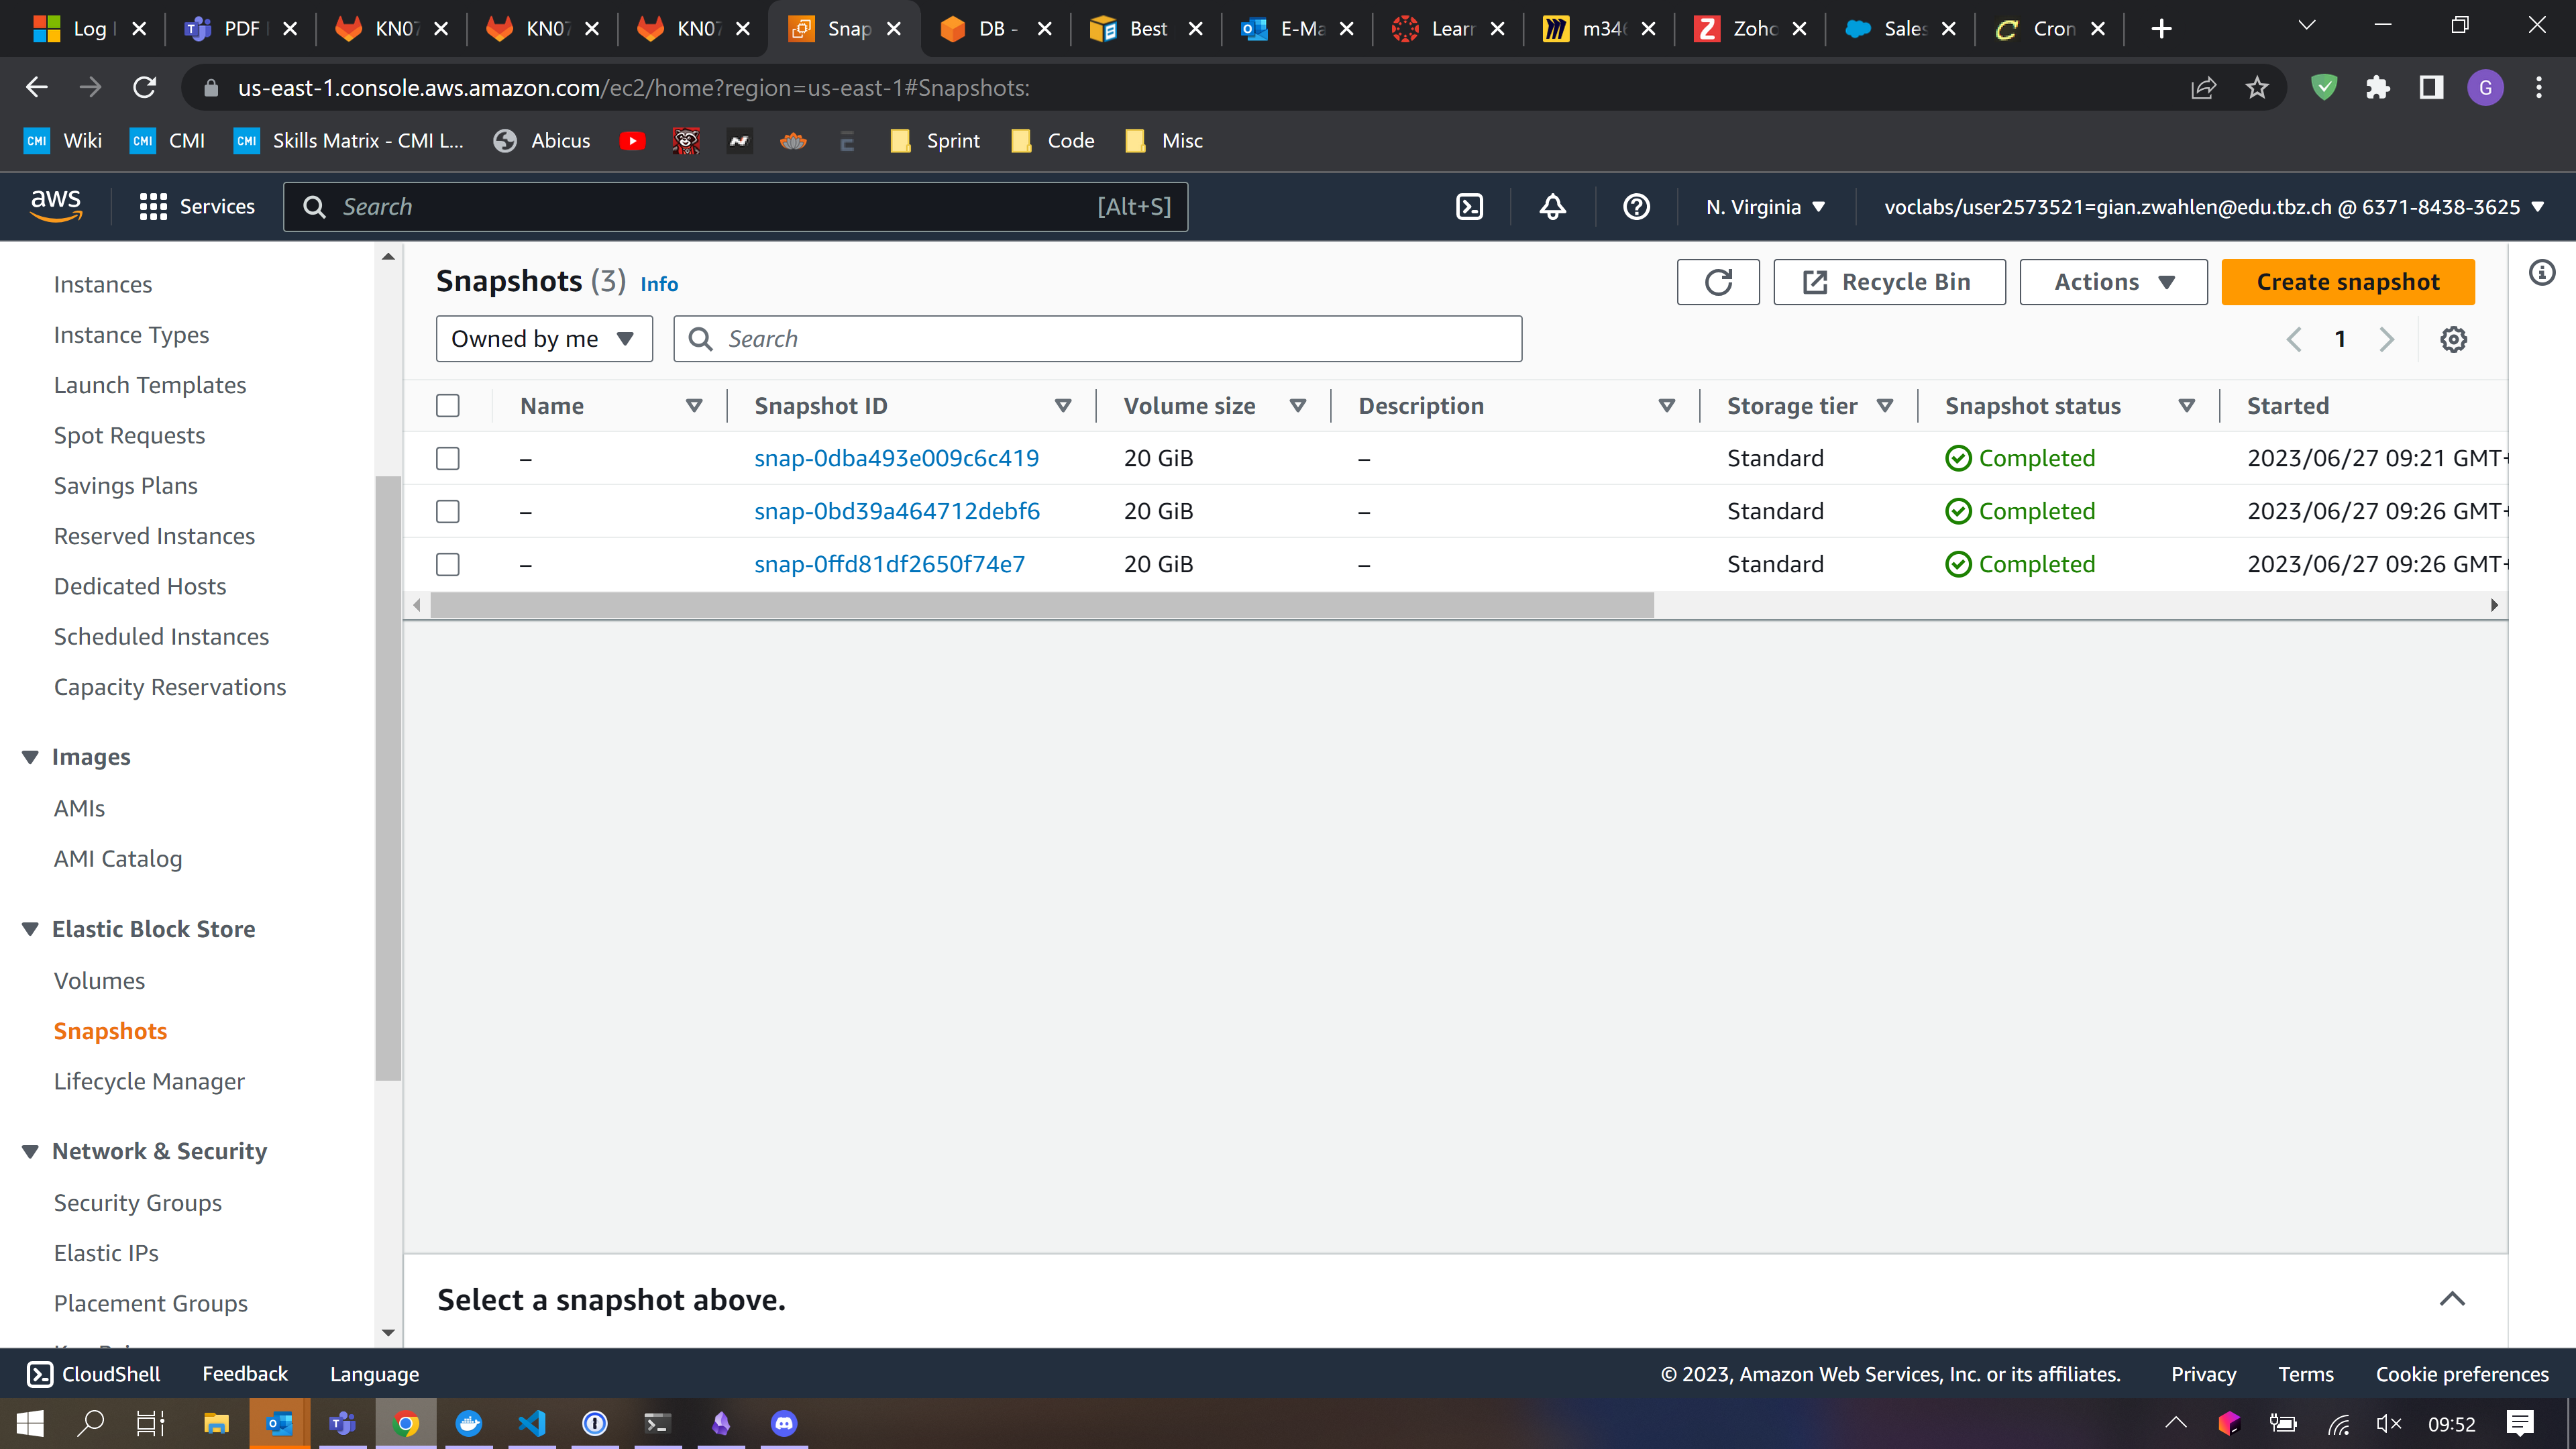 Log
PDF
KN07
KN07
KN07
Snap
DB -
Best
E-Ma
Learn
m346
Zoho
Sales
Cron
us-east-1.console.aws.amazon.com/ec2/home?region=us-east-1#Snapshots:
G
CMI Wiki
CMI CMI
CMI Skills Matrix - CMI L...
Abicus
Sprint
Code
Misc
aws
Services
Search
[Alt+S]
N. Virginia
voclabs/user2573521=gian.zwahlen@edu.tbz.ch @ 6371-8438-3625
Instances
Instance Types
Launch Templates
Spot Requests
Savings Plans
Reserved Instances
Dedicated Hosts
Scheduled Instances
Capacity Reservations
Images
AMIs
AMI Catalog
Elastic Block Store
Volumes
Snapshots
Lifecycle Manager
Network & Security
Security Groups
Elastic IPs
Placement Groups
Snapshots (3) Info
Recycle Bin
Actions
Create snapshot
Owned by me
Search
1
Name Snapshot ID Volume size Description Storage tier Snapshot status Started
– snap-0dba493e009c6c419 20 GiB – Standard Completed 2023/06/27 09:21 GMT+
– snap-0bd39a464712debf6 20 GiB – Standard Completed 2023/06/27 09:26 GMT+
– snap-0ffd81df2650f74e7 20 GiB – Standard Completed 2023/06/27 09:26 GMT+
Select a snapshot above.
CloudShell
Feedback
Language
© 2023, Amazon Web Services, Inc. or its affiliates.
Privacy
Terms
Cookie preferences
09:52